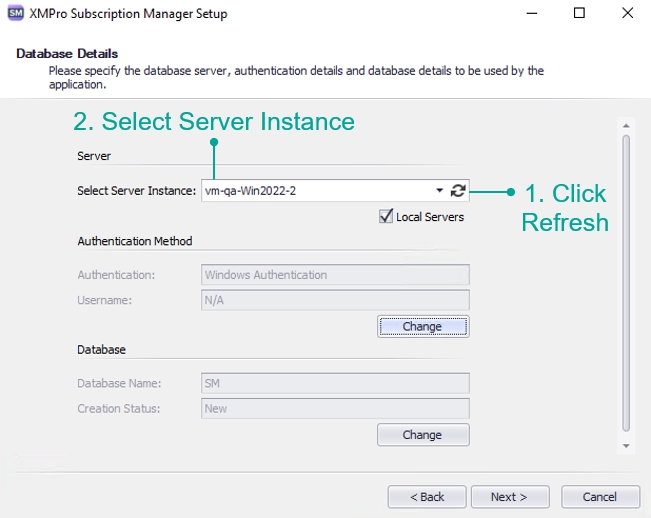 SM XMPro Subscription Manager Setup
Database Details
Please specify the database server, authentication details and database details to be used by the
application.
2. Select Server Instance
Server
Select Server Instance: vm-qa-Win2022-2
1. Click
Refresh
Local Servers
Authentication Method
Authentication: Windows Authentication
Username: N/A
Change
Database
Database Name: SM
Creation Status: New
Change
< Back Next > Cancel